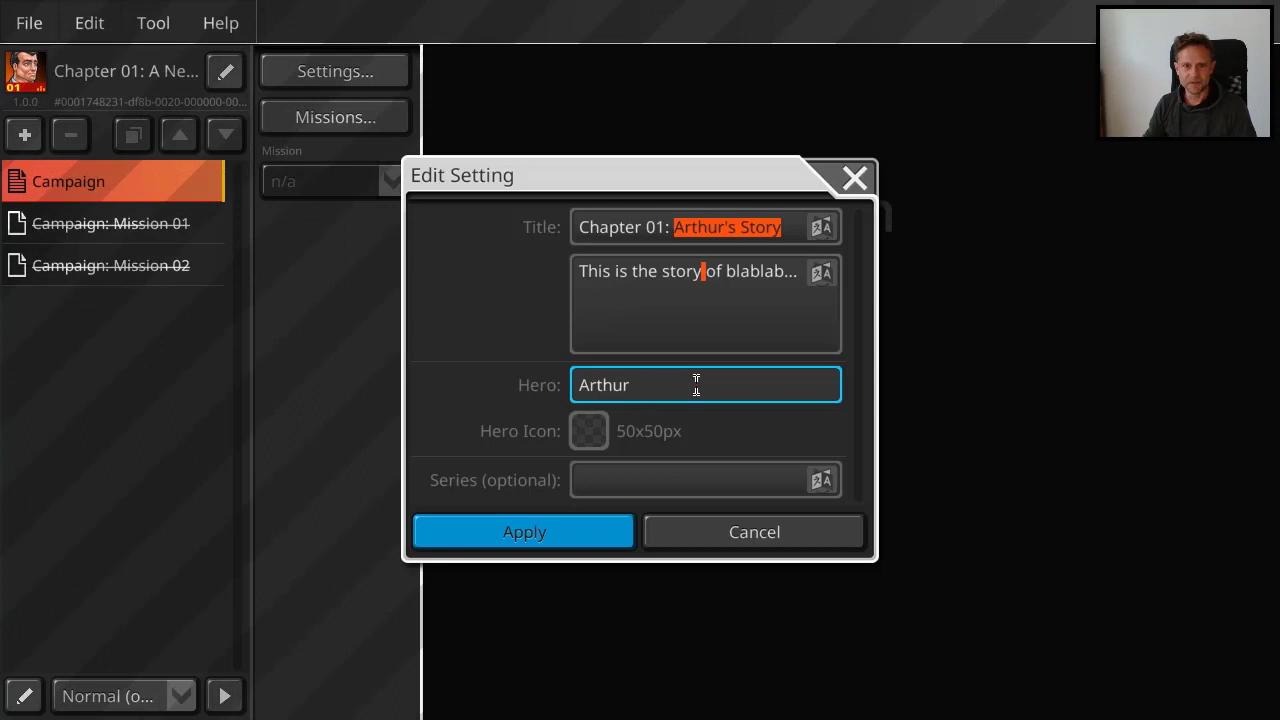 File Edit Tool Help
Chapter 01: A Ne...
01
1.0.0 #0001748231-df8b-0020-000000-00...
Settings...
Missions...
Mission
n/a
Campaign
Campaign: Mission 01
Campaign: Mission 02
Edit Setting
Title: Chapter 01: Arthur's Story
This is the story of blablab...
Hero: Arthur
Hero Icon: 50x50px
Series (optional):
Apply Cancel
Normal (o...